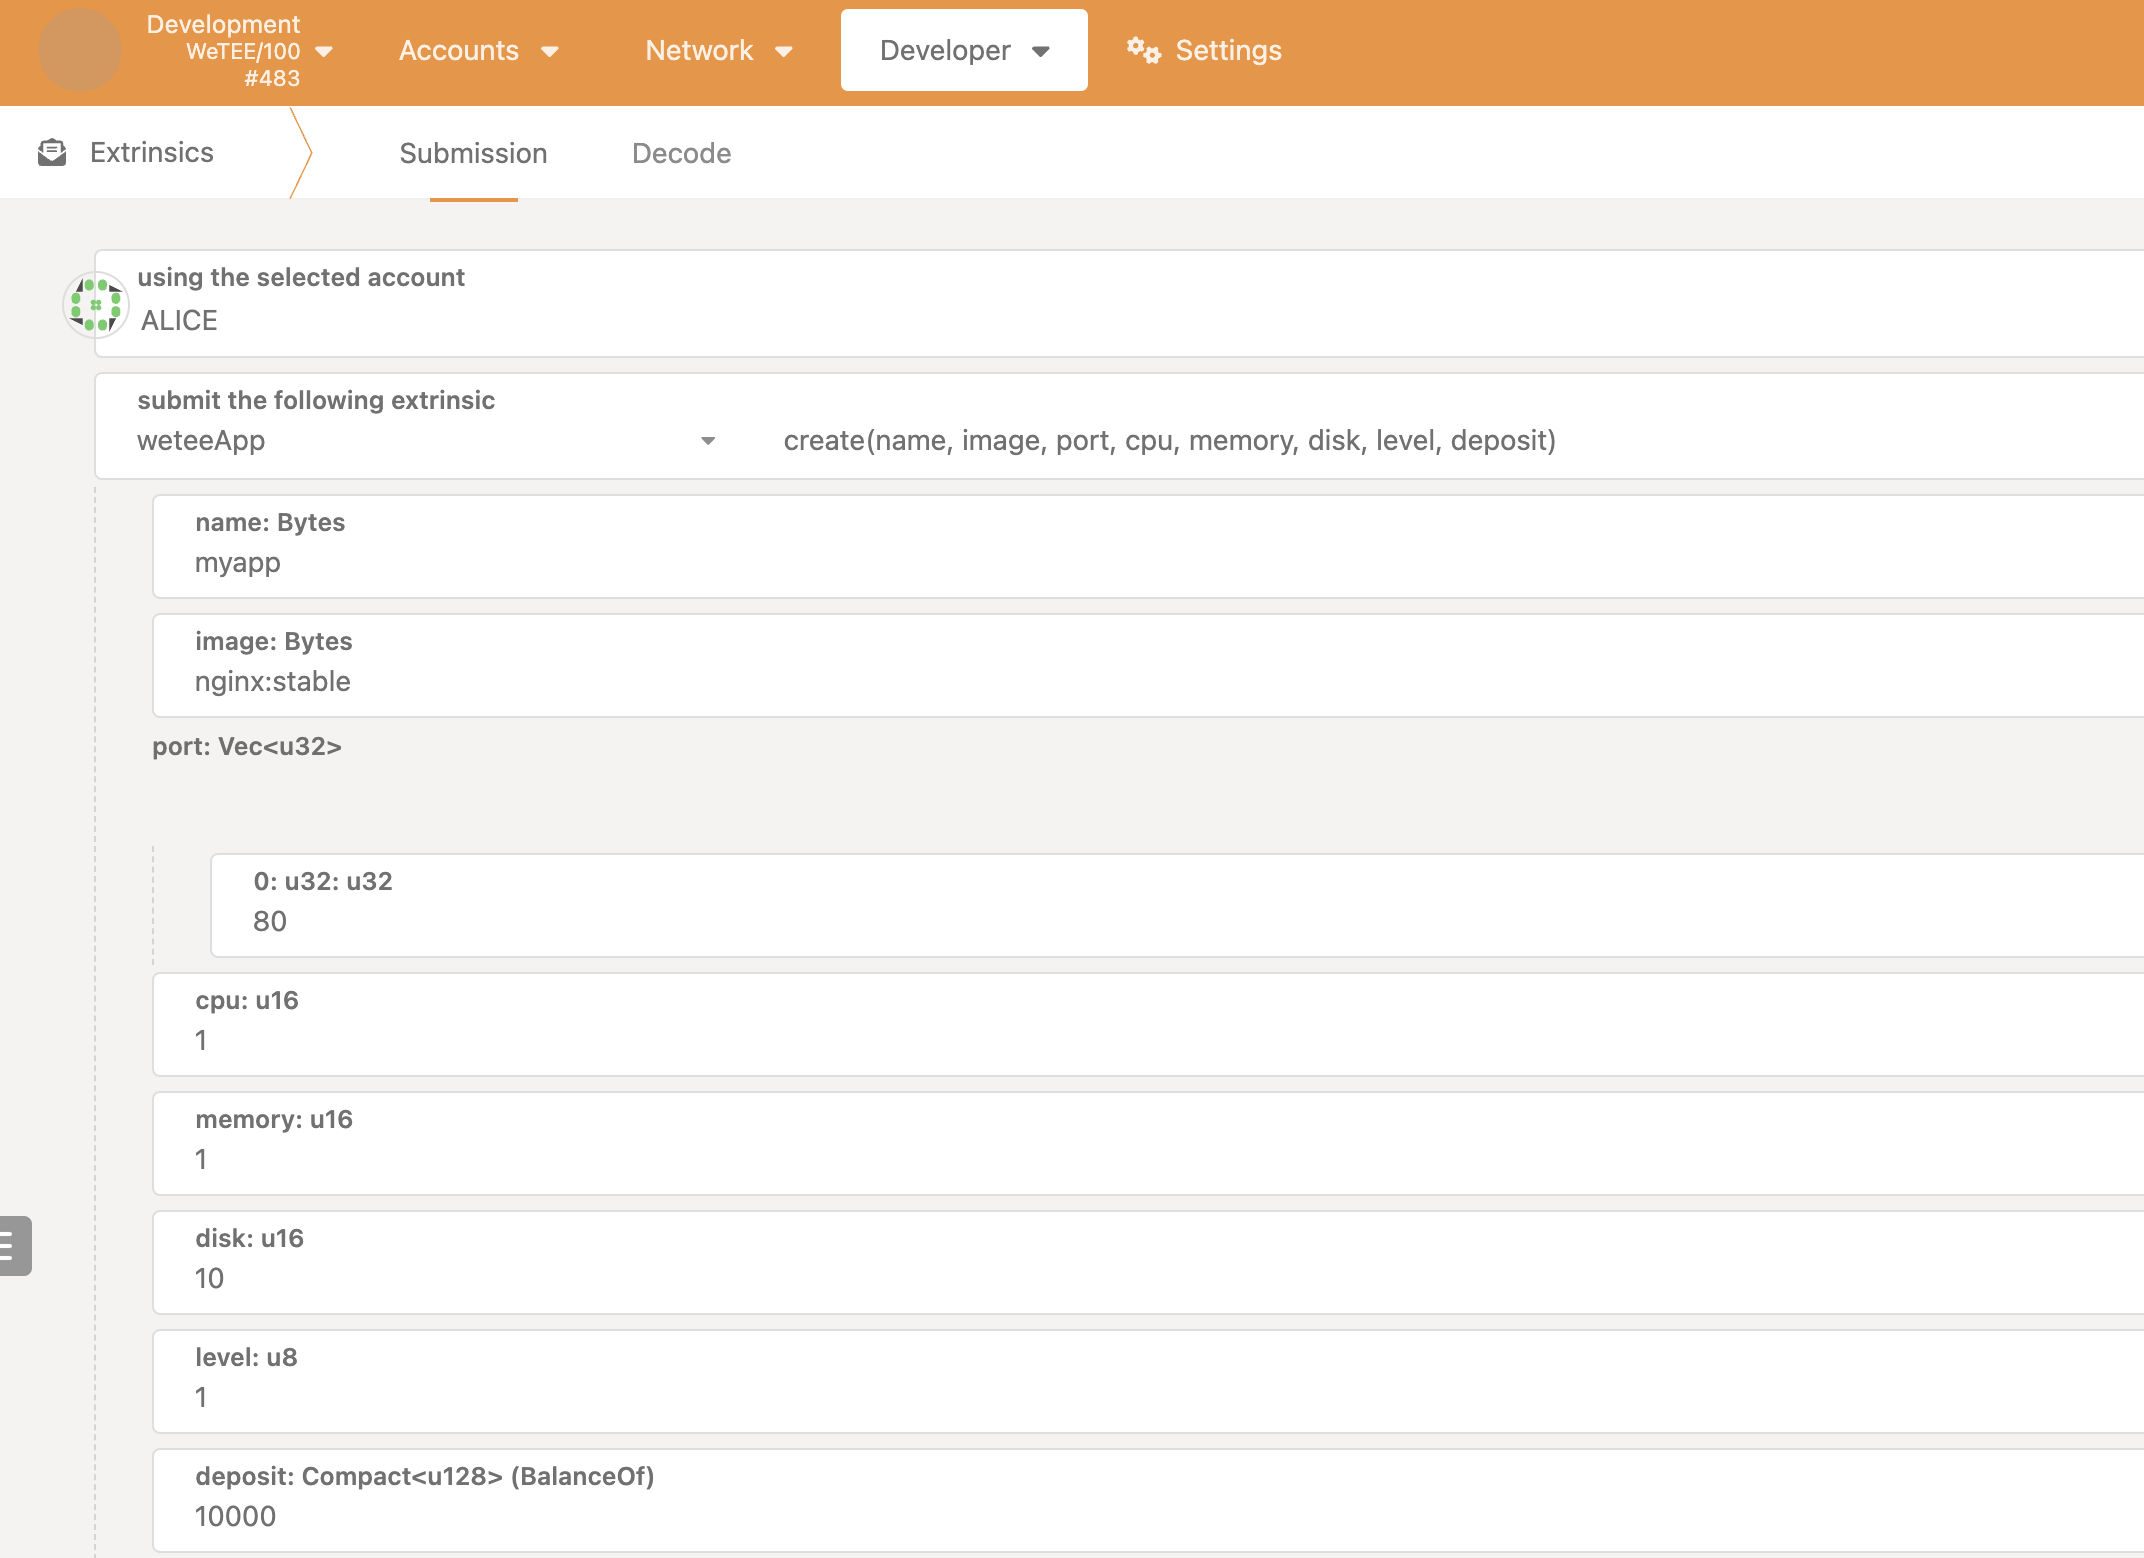 Development
WeTEE/100
#483
Accounts
Network
Developer
Settings
Extrinsics
Submission
Decode
using the selected account
ALICE
submit the following extrinsic
weteeApp
create(name, image, port, cpu, memory, disk, level, deposit)
name: Bytes
myapp
image: Bytes
nginx:stable
port: Vec<u32>
0: u32: u32
80
cpu: u16
1
memory: u16
1
disk: u16
10
level: u8
1
deposit: Compact<u128> (BalanceOf)
10000